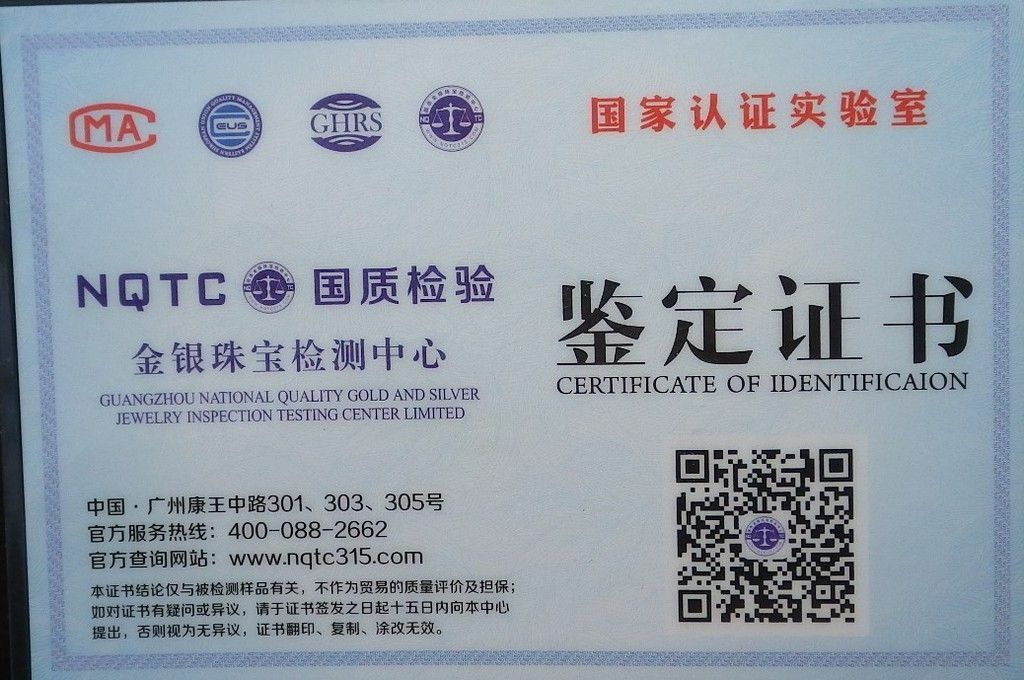 CMA
CEUS
GHRS
国家认证实验室
NQTC 国质检验
金银珠宝检测中心
GUANGZHOU NATIONAL QUALITY GOLD AND SILVER
JEWELRY INSPECTION TESTING CENTER LIMITED
鉴定证书
CERTIFICATE OF IDENTIFICAION
中国·广州康王中路301、303、305号
官方服务热线：400-088-2662
官方查询网站：www.nqtc315.com
本证书结论仅与被检测样品有关，不作为贸易的质量评价及担保；
如对证书有疑问或异议，请于证书签发之日起十五日内向本中心
提出，否则视为无异议，证书翻印、复制、涂改无效。